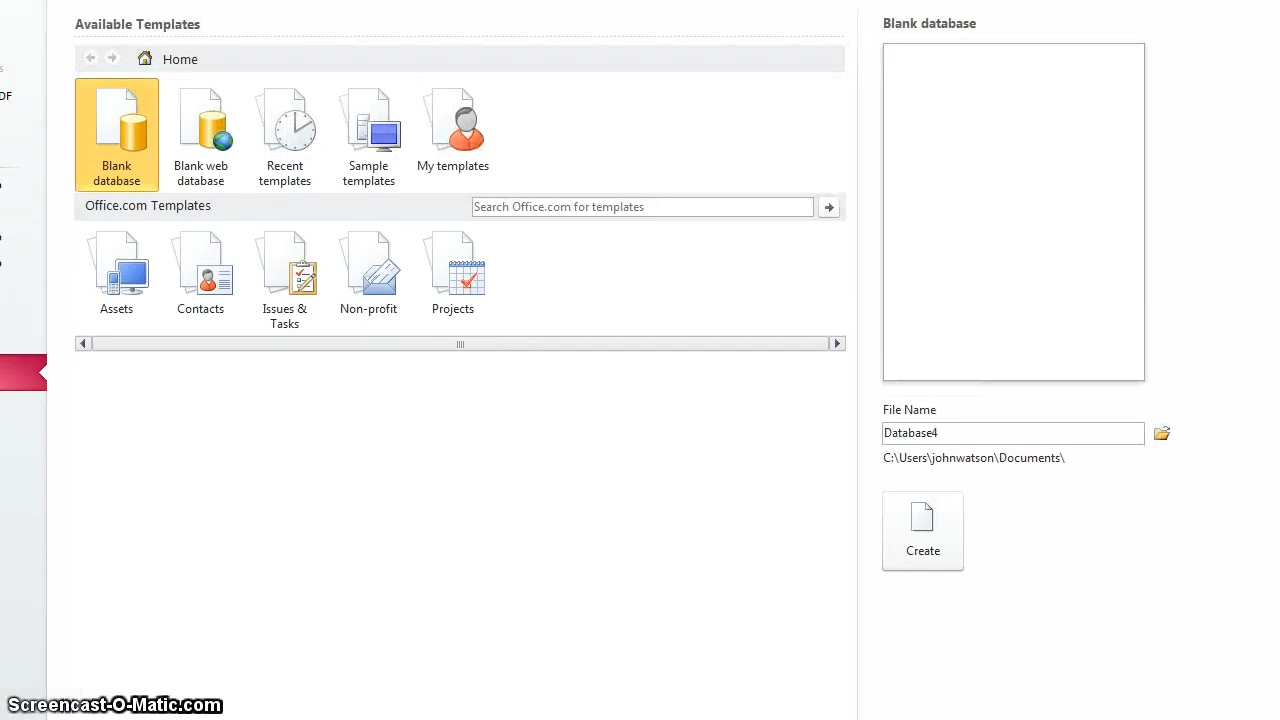 Available Templates
Home
Blank database
Blank web database
Recent templates
Sample templates
My templates
Office.com Templates
Search Office.com for templates
Assets
Contacts
Issues & Tasks
Non-profit
Projects
Blank database
File Name
Database4
C:\Users\johnwatson\Documents\
Create
DF
s
Screencast-O-Matic.com